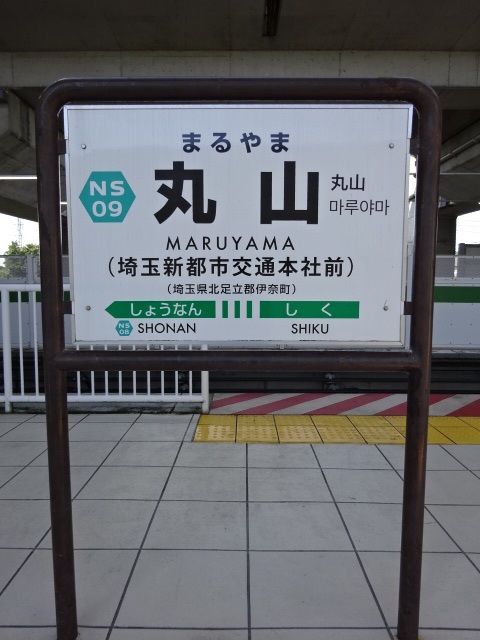 まるやま
NS
09
丸山
丸山
마루야마
MARUYAMA
(埼玉新都市交通本社前)
(埼玉県北足立郡伊奈町)
しょうなん しく
NS
08
SHONAN SHIKU